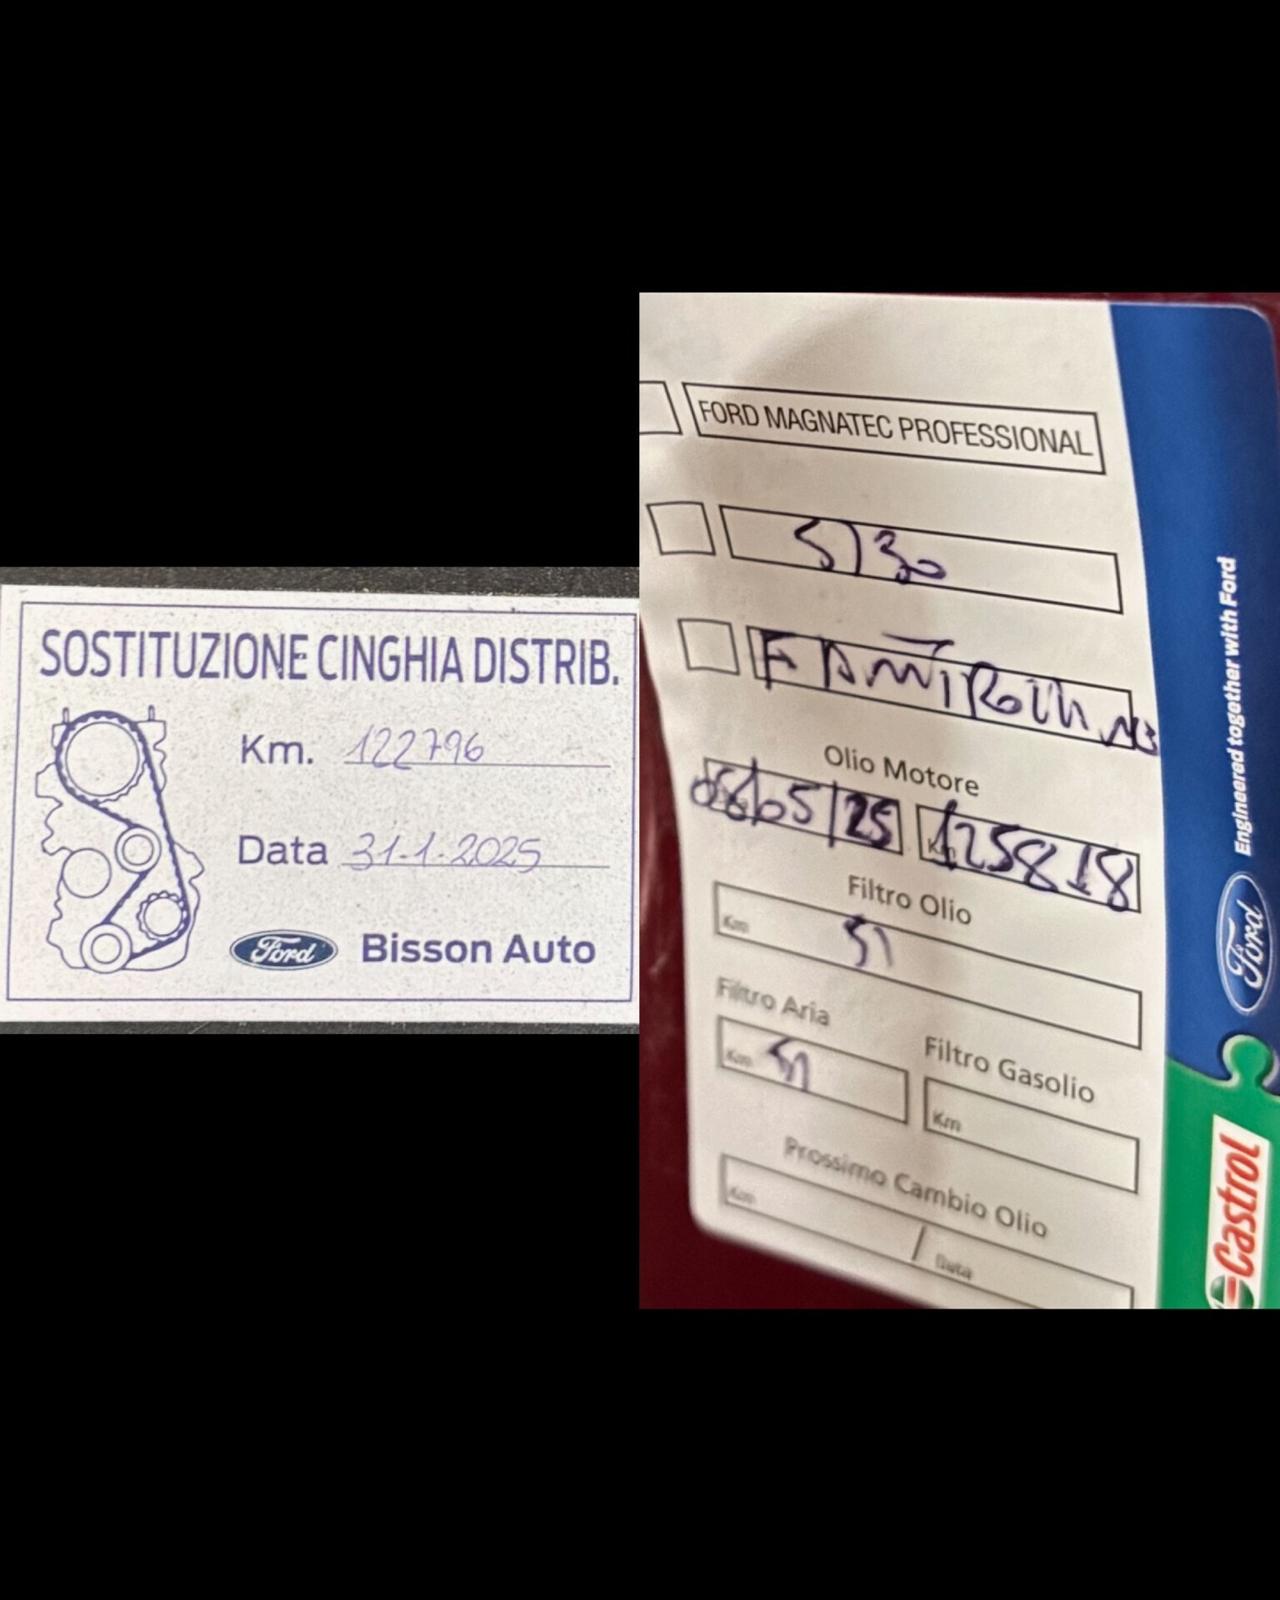 SOSTITUZIONE CINGHIA DISTRIB.
Km. 122796
Data 31-1-2025
Ford Bisson Auto
FORD MAGNATEC PROFESSIONAL
5/30
Olio Motore
/05/25 Km 125818
Filtro Olio
Km SI
Filtro Aria
Km SI
Filtro Gasolio
Km
Prossimo Cambio Olio
Km / Data
Engineered together with Ford
Ford
Castrol